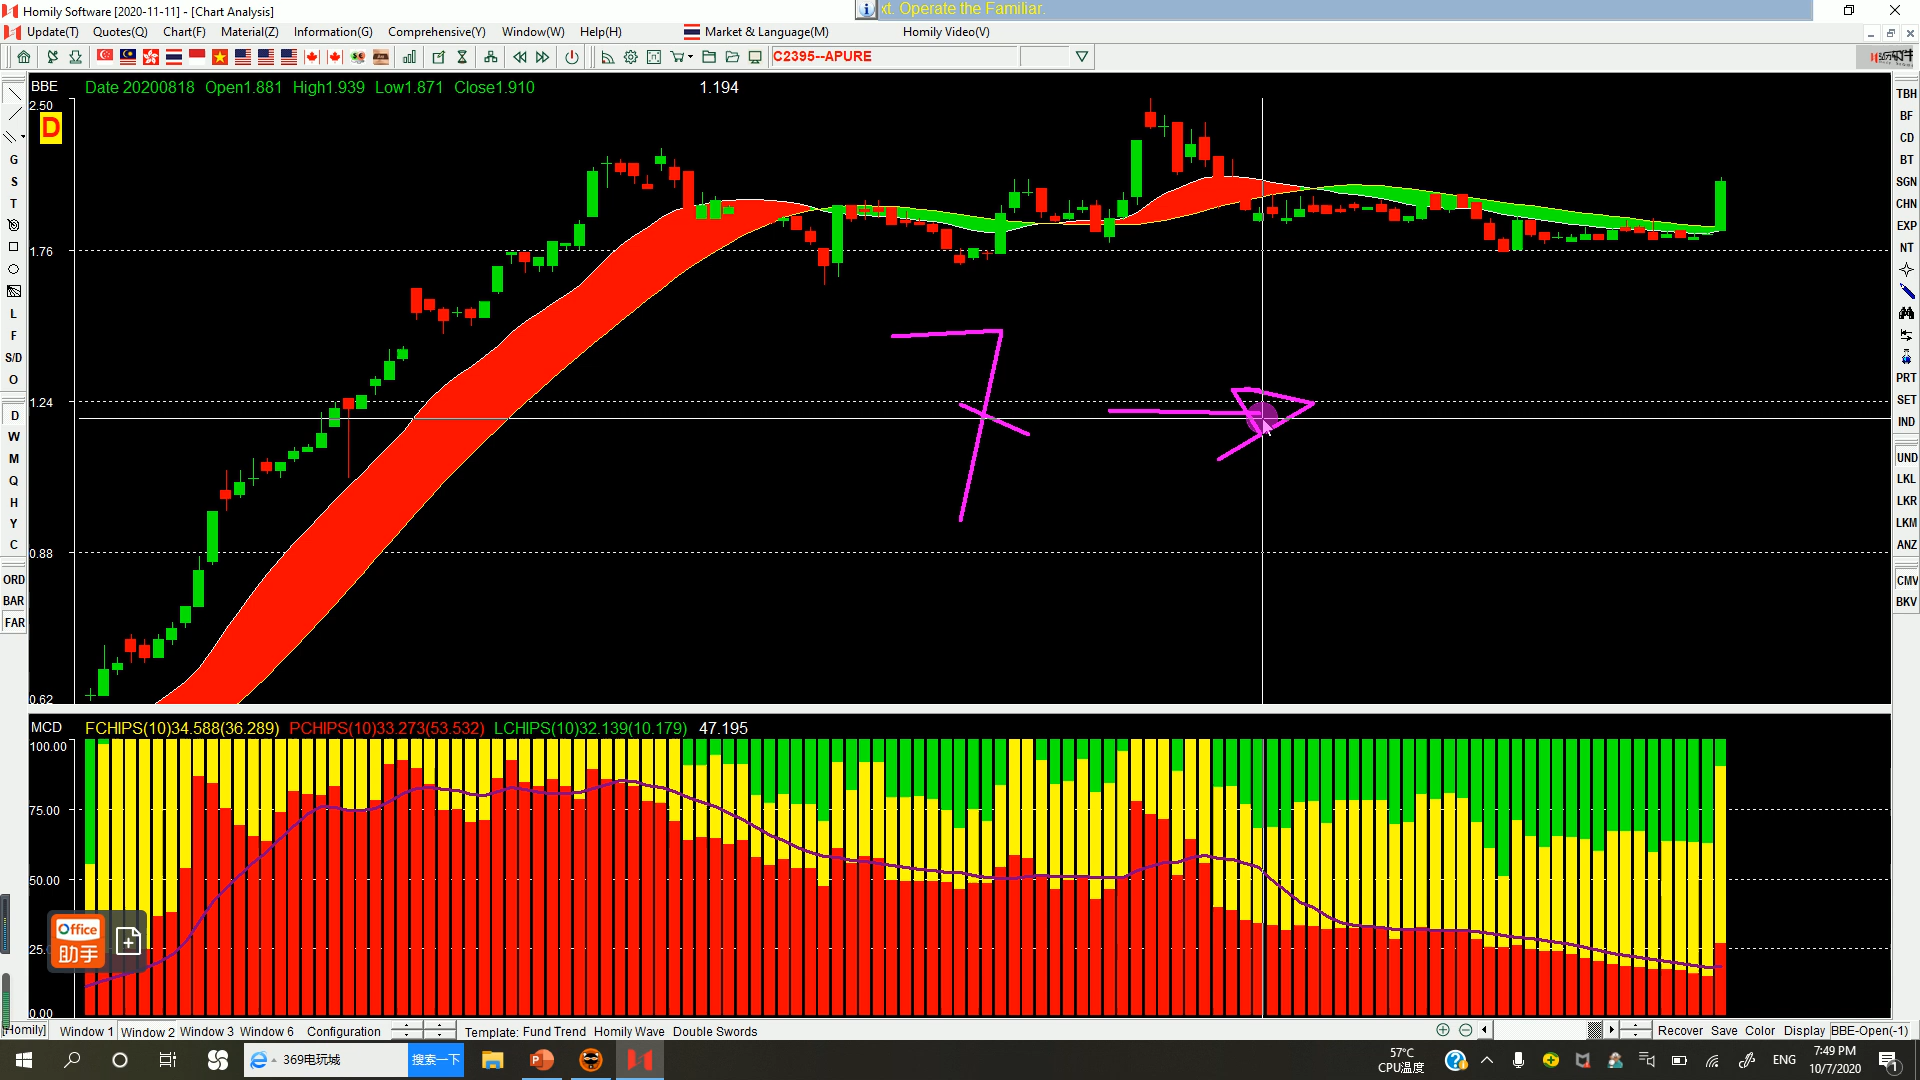 Homily Software [2020-11-11] - [Chart Analysis]
xt. Operate the Familiar.
Update(T) Quotes(Q) Chart(F) Material(Z) Information(G) Comprehensive(Y) Window(W) Help(H) Market & Language(M) Homily Video(V)
C2395--APURE
BBE Date 20200818 Open1.881 High1.939 Low1.871 Close1.910 1.194
2.50
D
1.76
1.24
0.88
0.62
G
S
T
L
F
S/D
O
D
W
M
Q
H
Y
C
ORD
BAR
FAR
TBH
BF
CD
BT
SGN
CHN
EXP
NT
PRT
SET
IND
UND
LKL
LKR
LKM
ANZ
CMV
BKV
MCD FCHIPS(10)34.588(36.289) PCHIPS(10)33.273(53.532) LCHIPS(10)32.139(10.179) 47.195
100.00
75.00
50.00
25.
0.00
Office
助手
[Homily] Window 1 Window 2 Window 3 Window 6 Configuration Template: Fund Trend Homily Wave Double Swords Recover Save Color Display BBE-Open(-1)
369电玩城 搜索一下
57°C
CPU温度
ENG
7:49 PM
10/7/2020
1